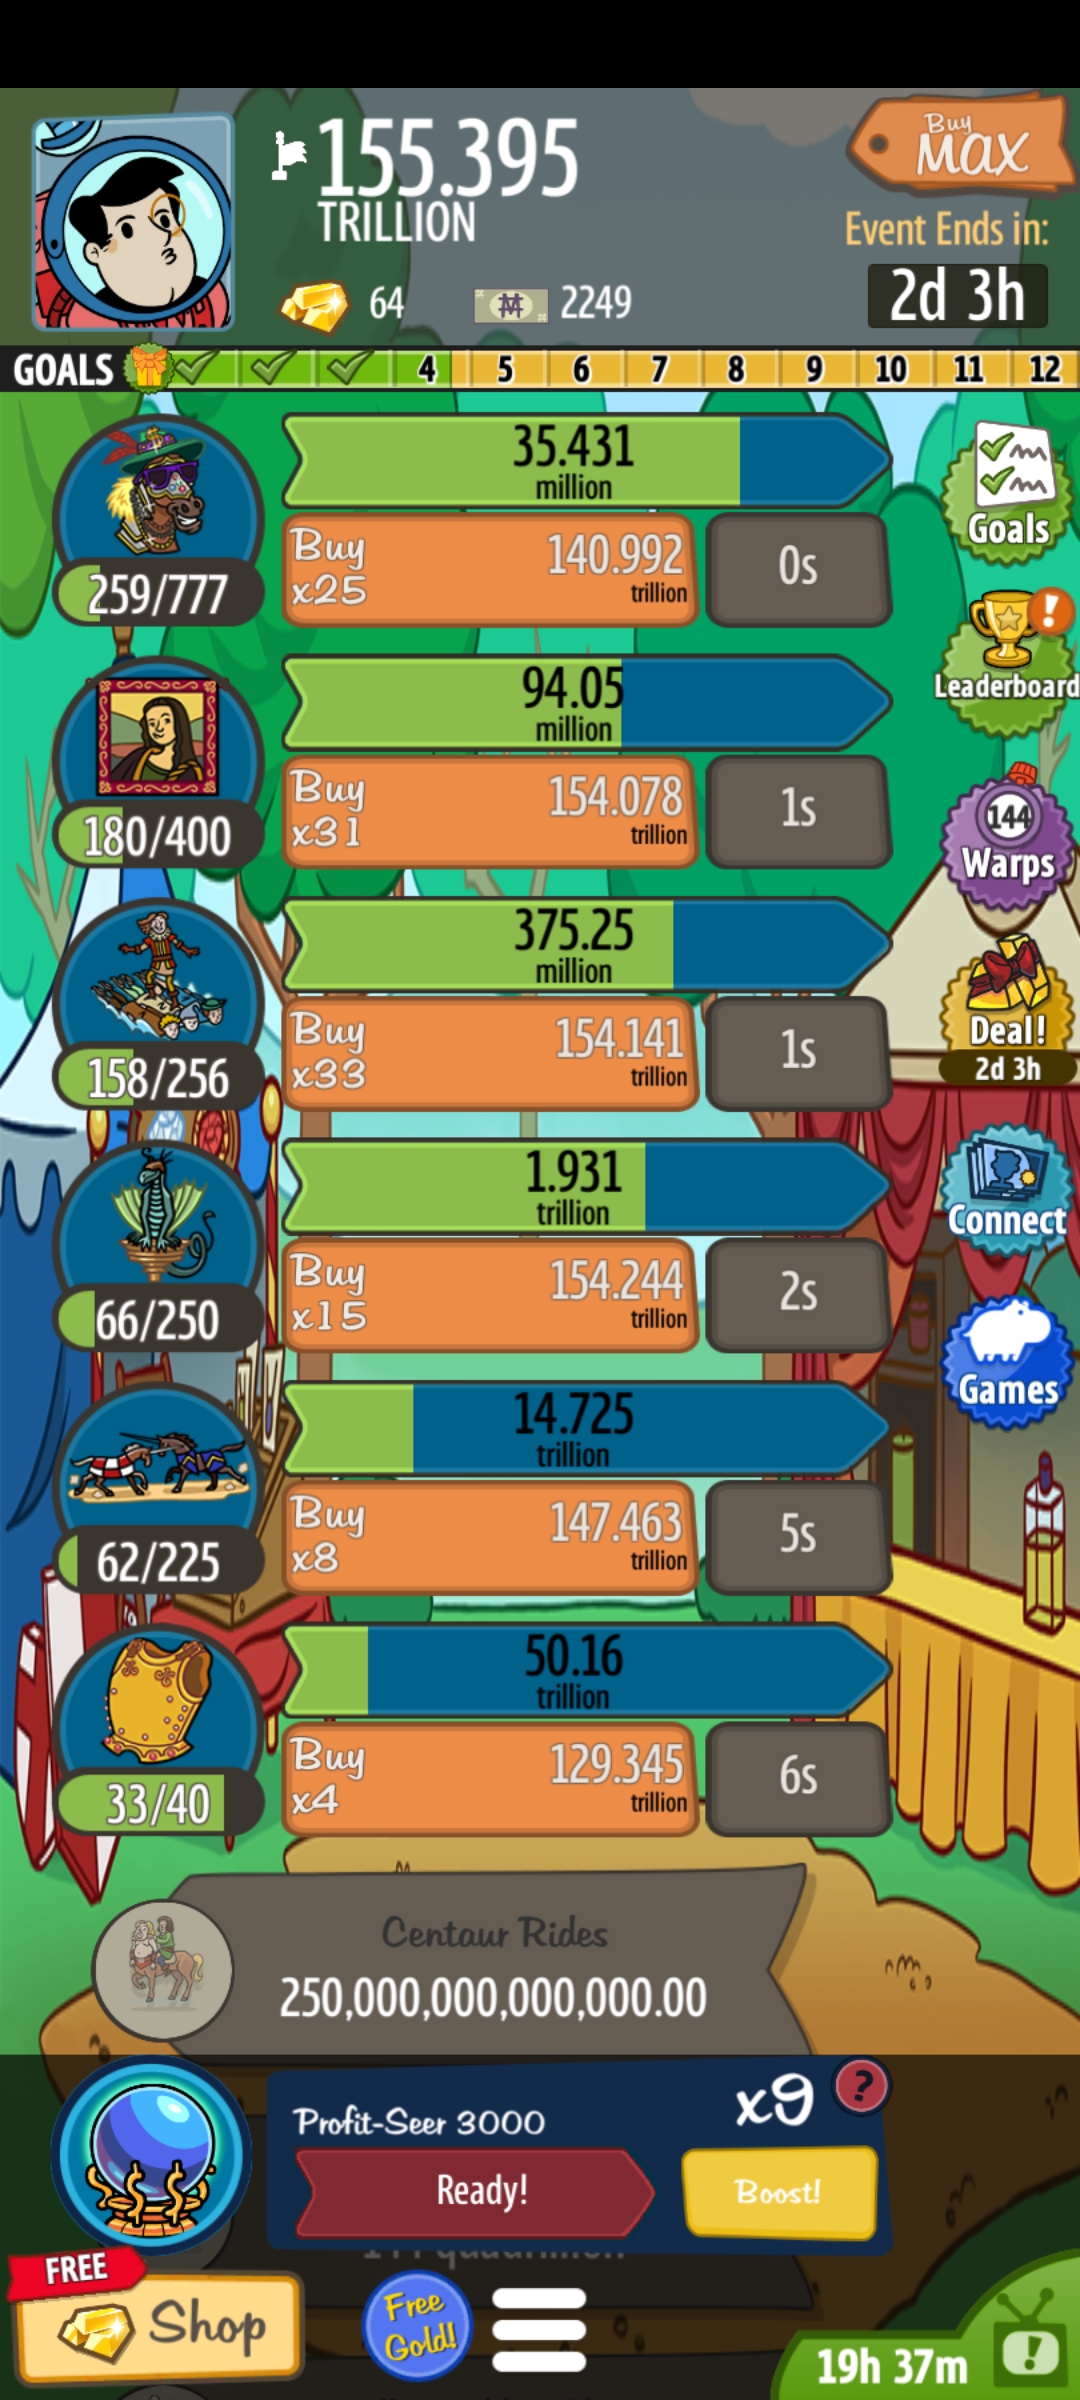 155.395
TRILLION
64
2249
Buy
MAX
Event Ends in:
2d 3h
GOALS
4 5 6 7 8 9 10 11 12
35.431
million
Buy
x25
140.992
trillion
0s
259/777
Goals
Leaderboard
94.05
million
Buy
x31
154.078
trillion
1s
180/400
144
Warps
375.25
million
Buy
x33
154.141
trillion
1s
158/256
Deal!
2d 3h
1.931
trillion
Buy
x15
154.244
trillion
2s
66/250
Connect
Games
14.725
trillion
Buy
x8
147.463
trillion
5s
62/225
50.16
trillion
Buy
x4
129.345
trillion
6s
33/40
Centaur Rides
250,000,000,000,000.00
Profit-Seer 3000
x9
?
Ready!
Boost!
FREE
Shop
Free
Gold!
19h 37m
!